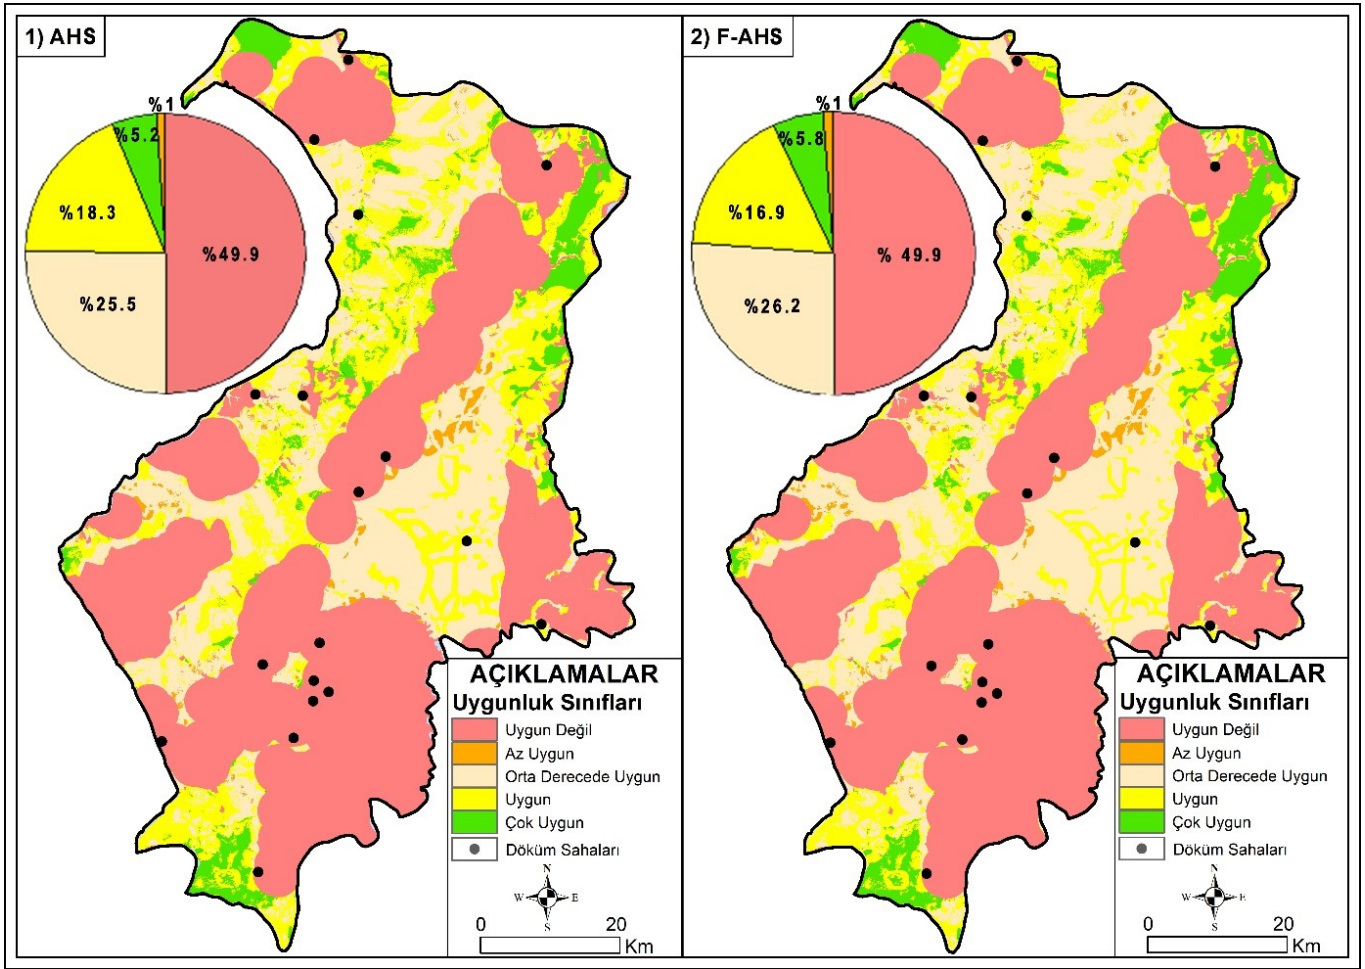 1) AHS
%1
%5.2
%18.3
%49.9
%25.5
AÇIKLAMALAR
Uygunluk Sınıfları
Uygun Değil
Az Uygun
Orta Derecede Uygun
Uygun
Çok Uygun
Döküm Sahaları
N
W E
S
0 20
Km
2) F-AHS
%1
%5.8
%16.9
% 49.9
%26.2
AÇIKLAMALAR
Uygunluk Sınıfları
Uygun Değil
Az Uygun
Orta Derecede Uygun
Uygun
Çok Uygun
Döküm Sahaları
N
W E
S
0 20
Km